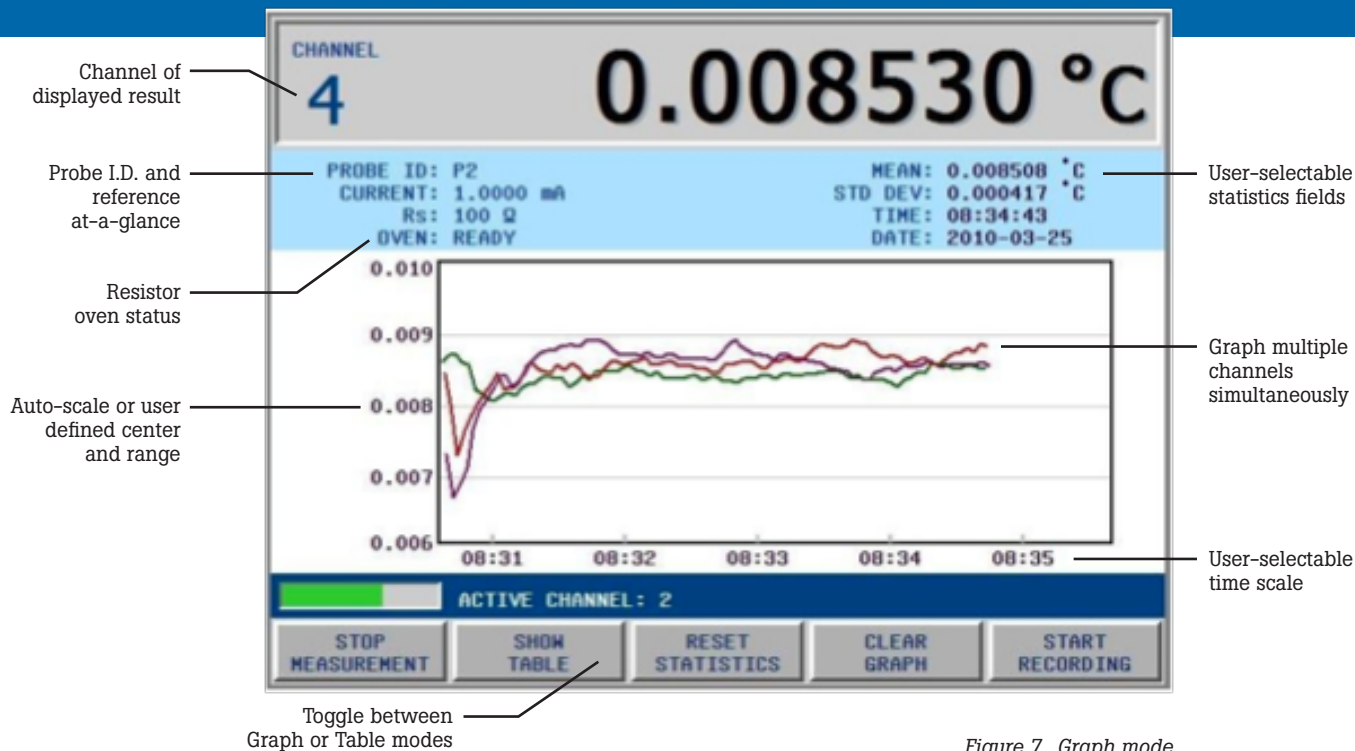 CHANNEL
4
0.008530 °C
Channel of
displayed result
PROBE ID: P2
CURRENT: 1.0000 mA
Rs: 100 Ω
OVEN: READY
MEAN: 0.008508 °C
STD DEV: 0.000417 °C
TIME: 08:34:43
DATE: 2010-03-25
Probe I.D. and
reference
at-a-glance
User-selectable
statistics fields
Resistor
oven status
0.010
0.009
0.008
0.007
0.006
Graph multiple
channels
simultaneously
Auto-scale or user
defined center
and range
08:31 08:32 08:33 08:34 08:35
User-selectable
time scale
ACTIVE CHANNEL: 2
STOP
MEASUREMENT
SHOW
TABLE
RESET
STATISTICS
CLEAR
GRAPH
START
RECORDING
Toggle between
Graph or Table modes
Figure 7. Graph mode